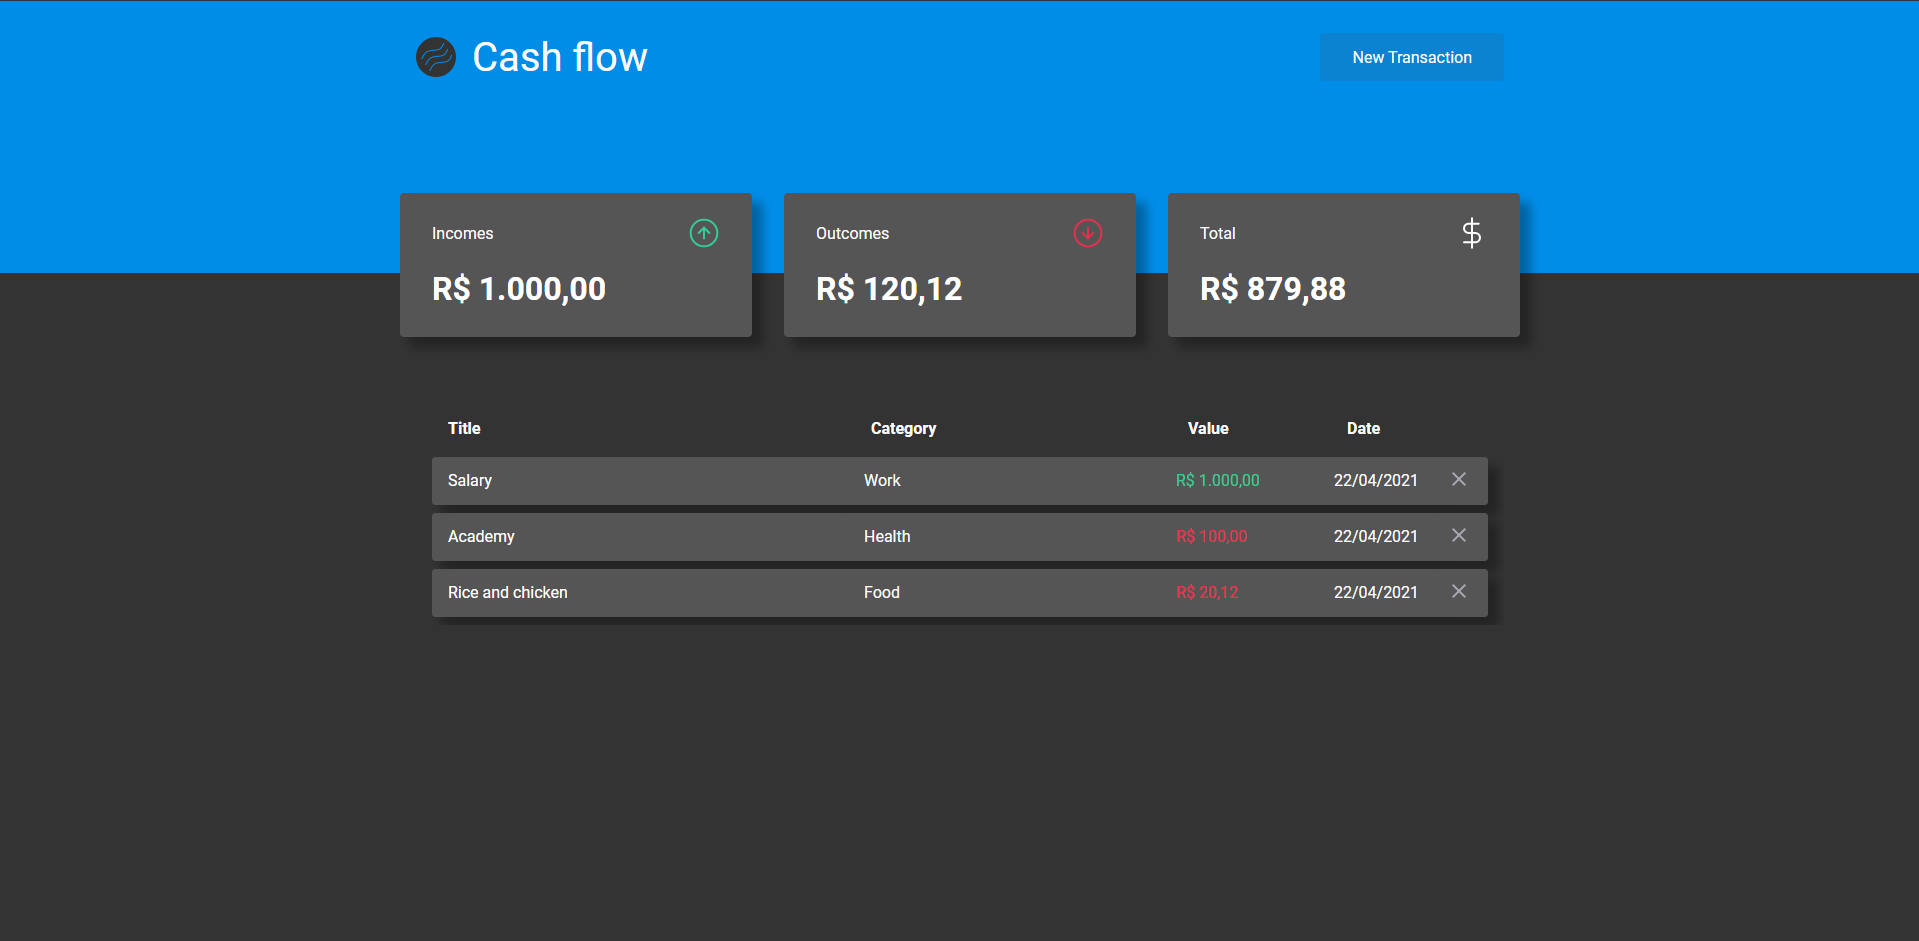 Cash flow
New Transaction
Incomes
R$ 1.000,00
Outcomes
R$ 120,12
Total
R$ 879,88
Title Category Value Date
Salary Work R$ 1.000,00 22/04/2021
Academy Health R$ 100,00 22/04/2021
Rice and chicken Food R$ 20,12 22/04/2021